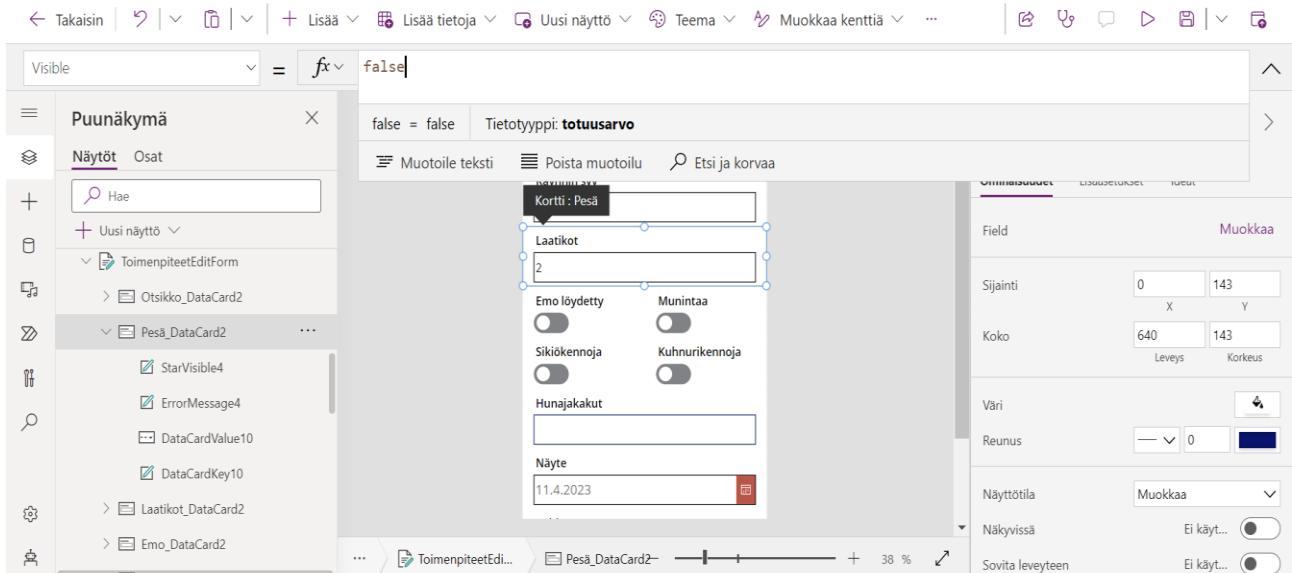 Takaisin Lisää Lisää tietoja Uusi näyttö Teema Muokkaa kenttiä ...
Visible = fx false
Puunäkymä
false = false Tietotyyppi: totuusarvo
Näytöt Osat
Muotoile teksti Poista muotoilu Etsi ja korvaa
Hae
Uusi näyttö
ToimenpiteetEditForm
Otsikko_DataCard2
Pesä_DataCard2 ...
StarVisible4
ErrorMessage4
DataCardValue10
DataCardKey10
Laatikot_DataCard2
Emo_DataCard2
Kortti : Pesä
Laatikot
2
Emo löydetty Munintaa
Sikiökennoja Kuhnurikennoja
Hunajakakut
Näyte
11.4.2023
... ToimenpiteetEdi... Pesä_DataCard2 38 %
Ominaisuudet Lisäasetukset Ideat
Field Muokkaa
Sijainti 0 143
X Y
Koko 640 143
Leveys Korkeus
Väri
Reunus 0
Näyttötila Muokkaa
Näkyvissä Ei käyt...
Sovita leveyteen Ei käyt...